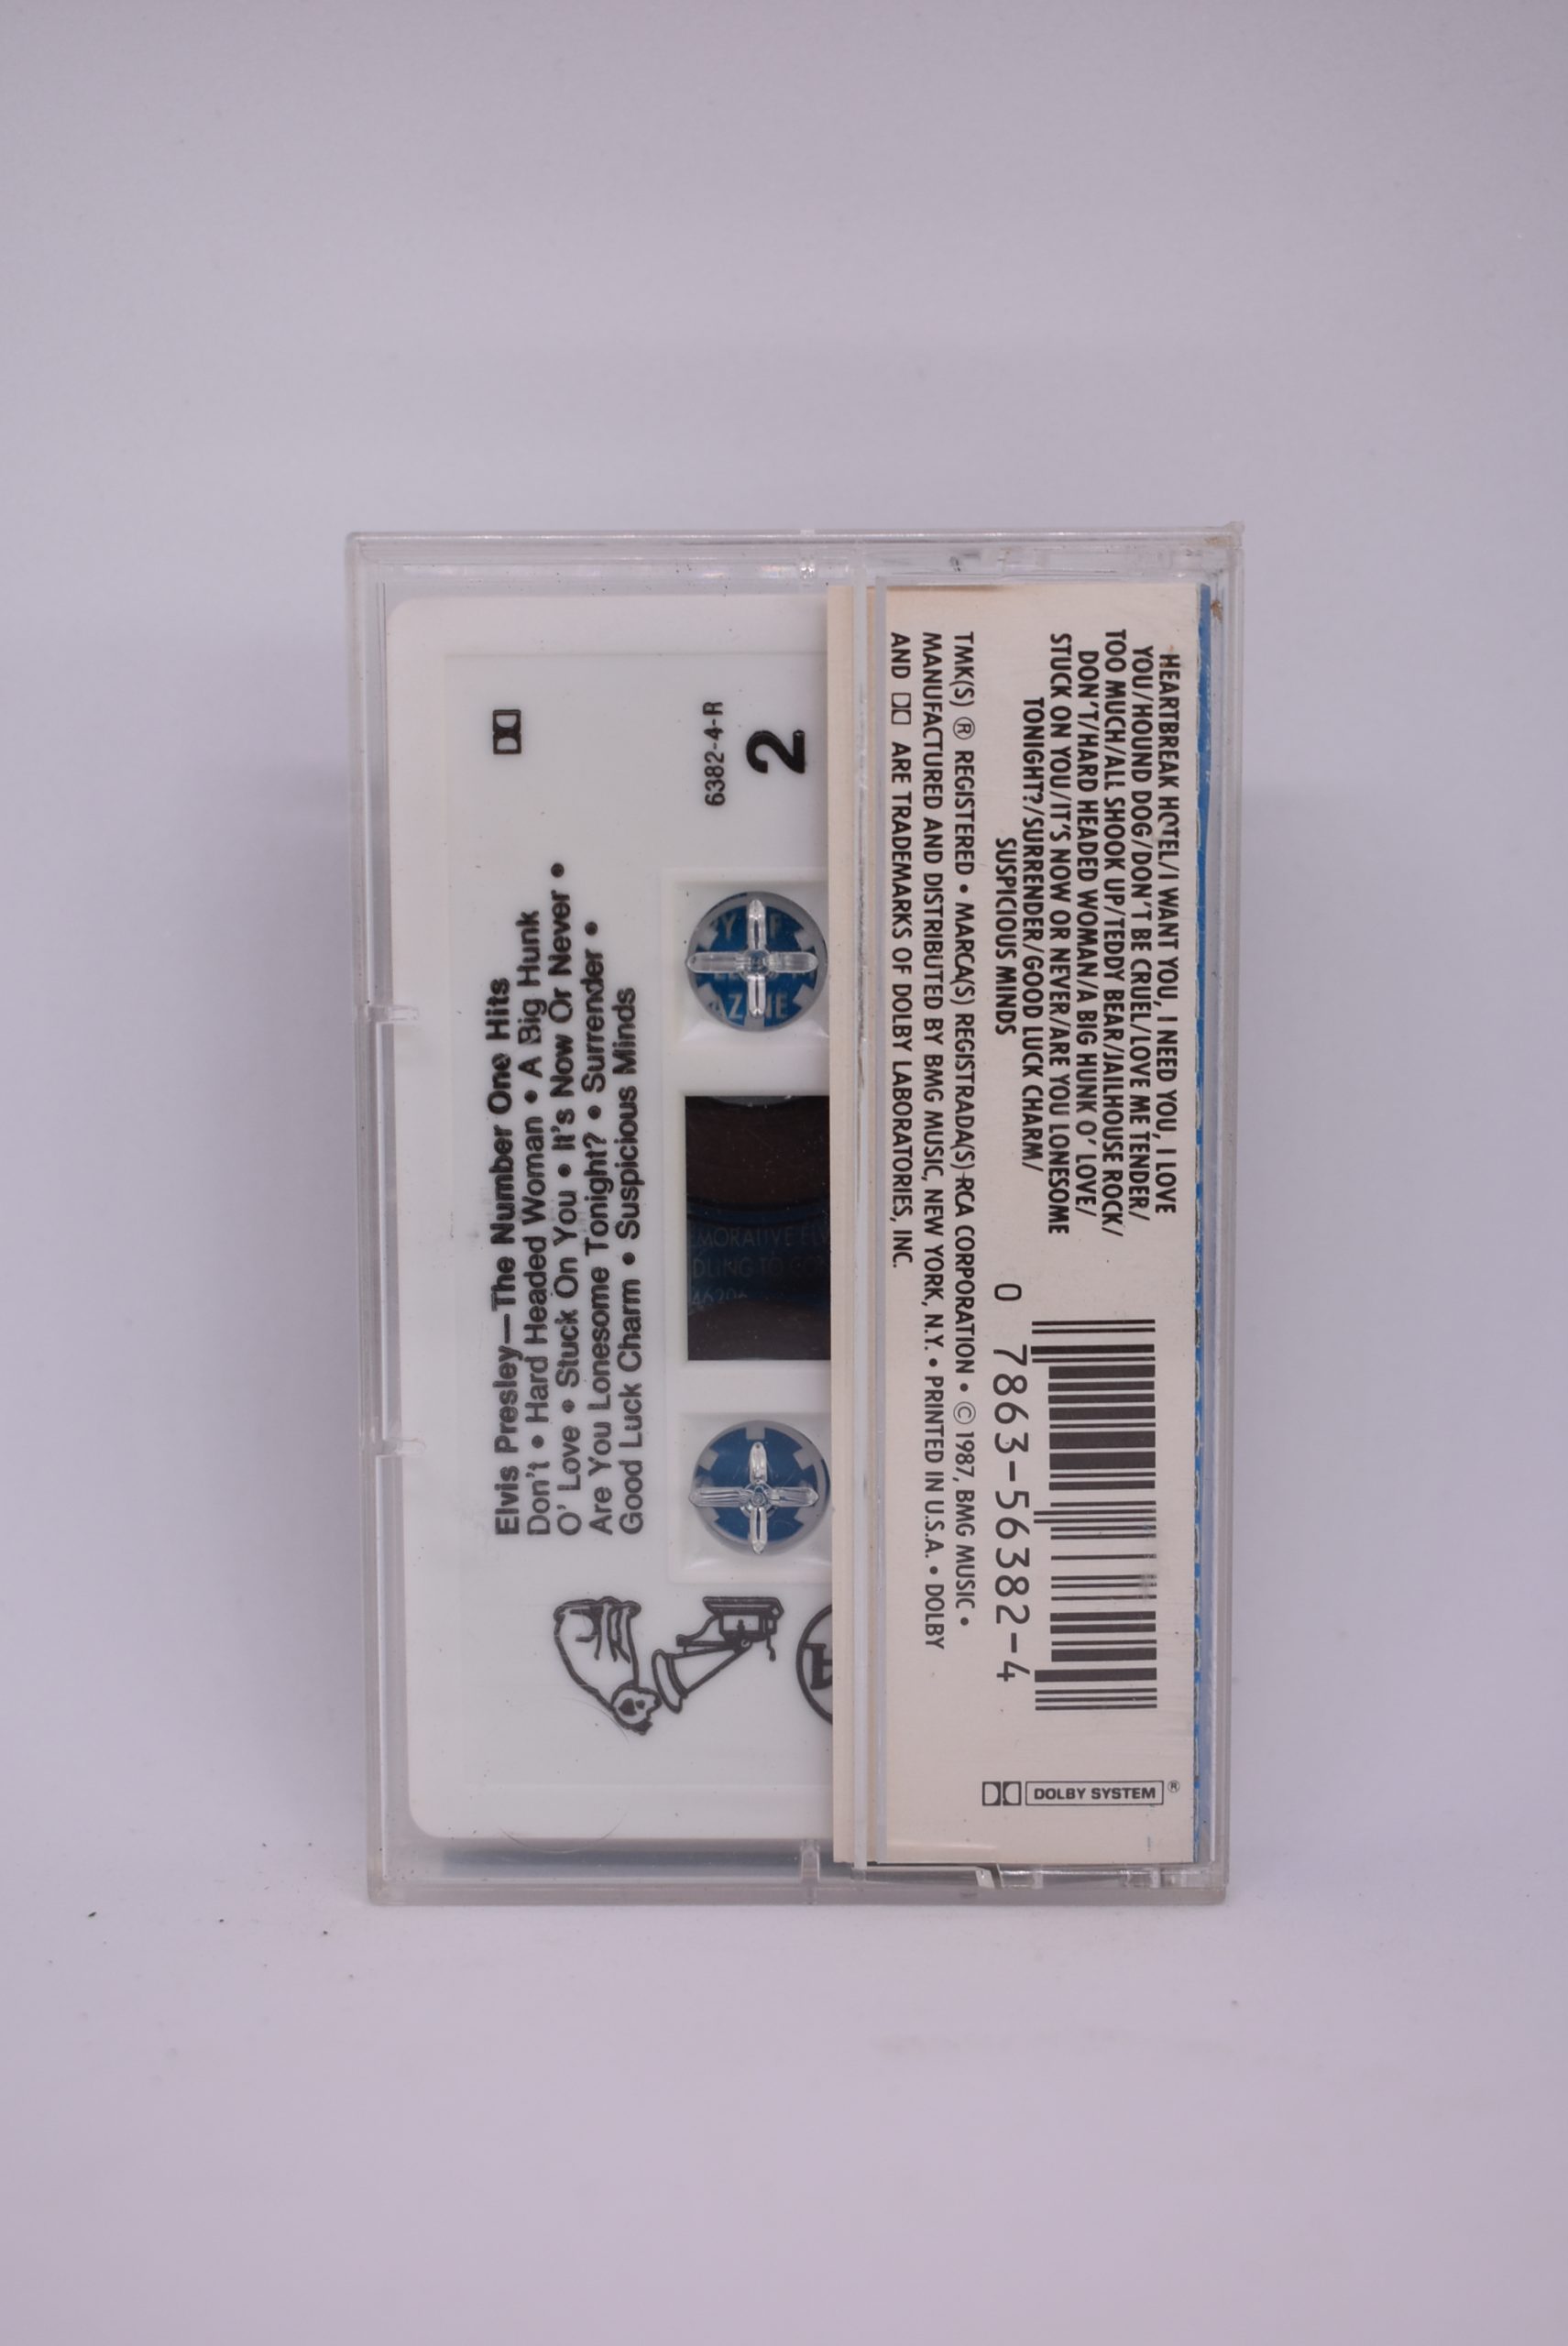 HEARTBREAK HOTEL/I WANT YOU, I NEED YOU, I LOVE
YOU/HOUND DOG/DON'T BE CRUEL/LOVE ME TENDER/
TOO MUCH/ALL SHOOK UP/TEDDY BEAR/JAILHOUSE ROCK/
DON'T/HARD HEADED WOMAN/A BIG HUNK O' LOVE/
STUCK ON YOU/IT'S NOW OR NEVER/ARE YOU LONESOME
TONIGHT?/SURRENDER/GOOD LUCK CHARM/
SUSPICIOUS MINDS
0 7863-56382-4
DOLBY SYSTEM ®
TMK(S) ® REGISTERED • MARCA(S) REGISTRADA(S)-RCA CORPORATION • © 1987, BMG MUSIC •
MANUFACTURED AND DISTRIBUTED BY BMG MUSIC, NEW YORK, N.Y. • PRINTED IN U.S.A. • DOLBY
AND ARE TRADEMARKS OF DOLBY LABORATORIES, INC.
Elvis Presley—The Number One Hits
Don't • Hard Headed Woman • A Big Hunk
O' Love • Stuck On You • It's Now Or Never •
Are You Lonesome Tonight? • Surrender •
Good Luck Charm • Suspicious Minds
2
6382-4-R